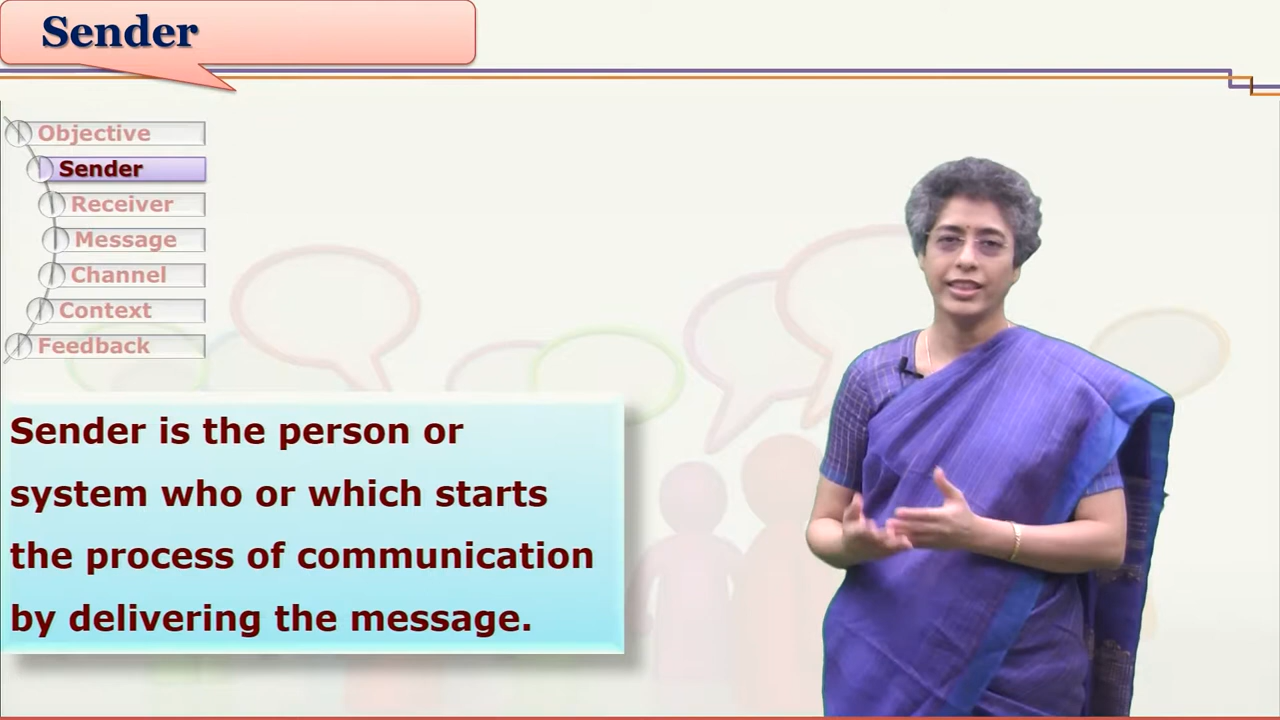 Sender
Objective
Sender
Receiver
Message
Channel
Context
Feedback
Sender is the person or
system who or which starts
the process of communication
by delivering the message.